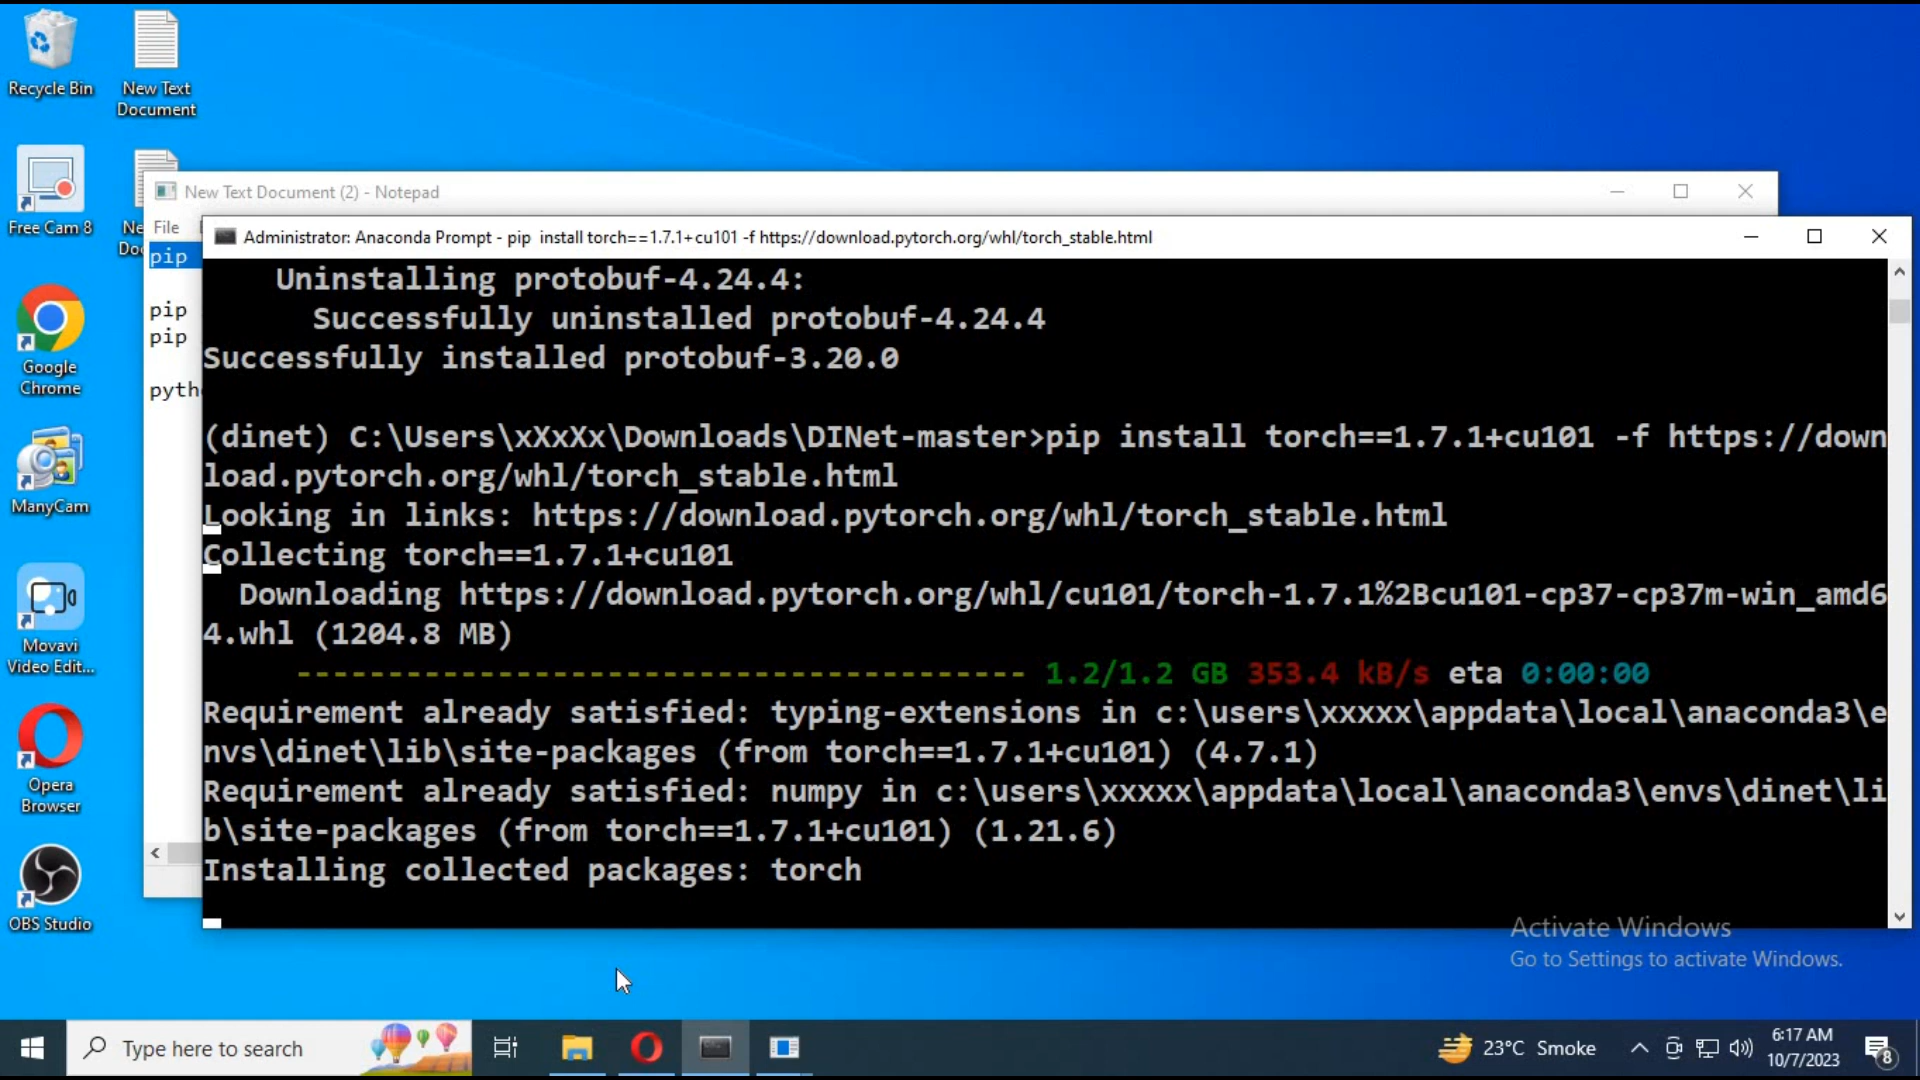 Recycle Bin
New Text
Document
Free Cam 8
Google
Chrome
ManyCam
Movavi
Video Edit...
Opera
Browser
OBS Studio
New Text Document (2) - Notepad
File
pip
pip
pip
Administrator: Anaconda Prompt - pip  install torch==1.7.1+cu101 -f https://download.pytorch.org/whl/torch_stable.html
Uninstalling protobuf-4.24.4:
Successfully uninstalled protobuf-4.24.4
Successfully installed protobuf-3.20.0
(dinet) C:\Users\xXxXx\Downloads\DINet-master>pip install torch==1.7.1+cu101 -f https://down
load.pytorch.org/whl/torch_stable.html
Looking in links: https://download.pytorch.org/whl/torch_stable.html
Collecting torch==1.7.1+cu101
Downloading https://download.pytorch.org/whl/cu101/torch-1.7.1%2Bcu101-cp37-cp37m-win_amd6
4.whl (1204.8 MB)
---------------------------------------- 1.2/1.2 GB 353.4 kB/s eta 0:00:00
Requirement already satisfied: typing-extensions in c:\users\xxxxx\appdata\local\anaconda3\e
nvs\dinet\lib\site-packages (from torch==1.7.1+cu101) (4.7.1)
Requirement already satisfied: numpy in c:\users\xxxxx\appdata\local\anaconda3\envs\dinet\li
b\site-packages (from torch==1.7.1+cu101) (1.21.6)
Installing collected packages: torch
Activate Windows
Go to Settings to activate Windows.
Type here to search
23°C Smoke
6:17 AM
10/7/2023
8